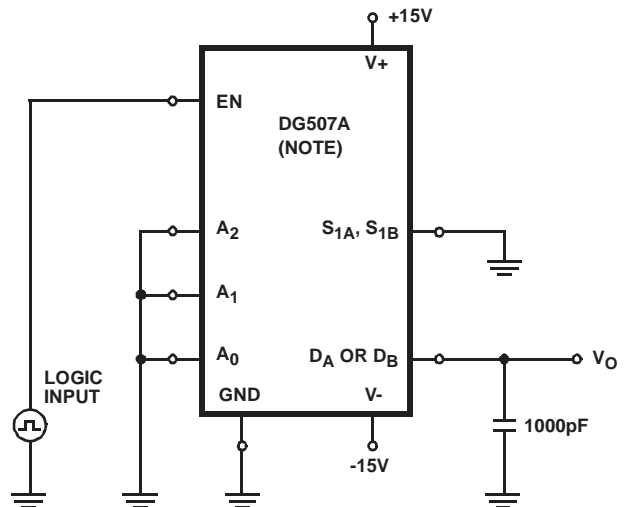 +15V
V+
EN
DG507A
(NOTE)
A2
S1A, S1B
A1
A0
DA OR DB
VO
LOGIC
INPUT
GND
V-
1000pF
-15V